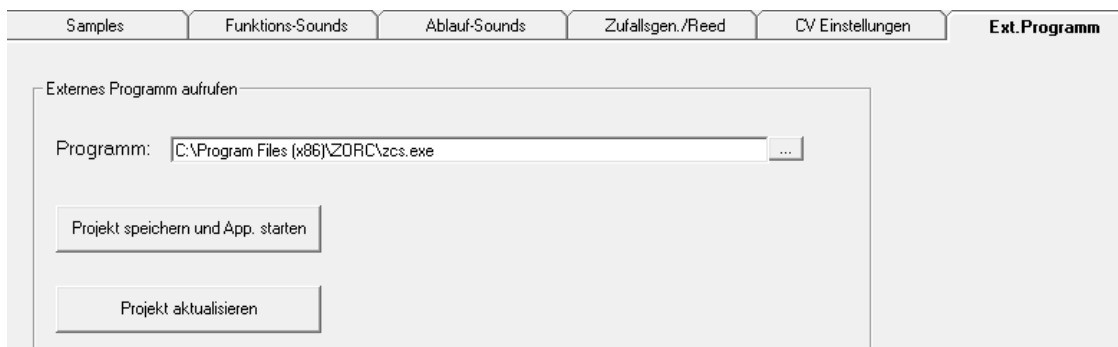 Samples Funktions-Sounds Ablauf-Sounds Zufallsgen./Reed CV Einstellungen Ext.Programm
Externes Programm aufrufen
Programm: C:\Program Files (x86)\ZORC\zcs.exe ...
Projekt speichern und App. starten
Projekt aktualisieren